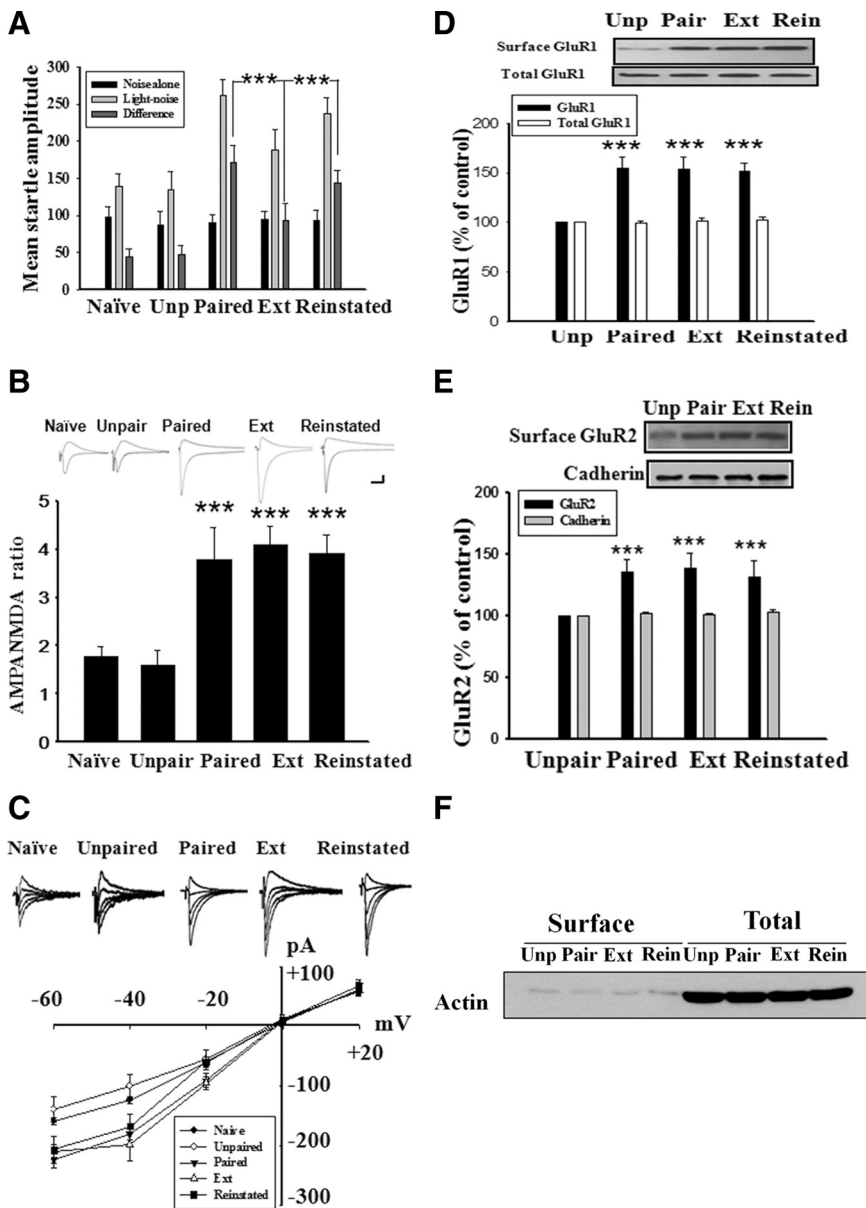 A
*** ***
Noise alone
Light-noise
Difference
Mean startle amplitude
300
250
200
150
100
50
0
Naïve Unp Paired Ext Reinstated
B
Naïve Unpair Paired Ext Reinstated
*** *** ***
AMPANMDA ratio
5
4
3
2
1
0
Naïve Unpair Paired Ext Reinstated
C
Naïve Unpaired Paired Ext Reinstated
pA
+100
-60 -40 -20
mV
+20
-100
-200
-300
Naive
Unpaired
Paired
Ext
Reinstated
D
Unp Pair Ext Rein
Surface GluR1
Total GluR1
GluR1
Total GluR1
*** *** ***
GluR1 (% of control)
200
150
100
50
0
Unp Paired Ext Reinstated
E
Unp Pair Ext Rein
Surface GluR2
Cadherin
GluR2
Cadherin
*** *** ***
GluR2 (% of control)
200
150
100
50
0
Unpair Paired Ext Reinstated
F
Surface Total
Unp Pair Ext Rein Unp Pair Ext Rein
Actin